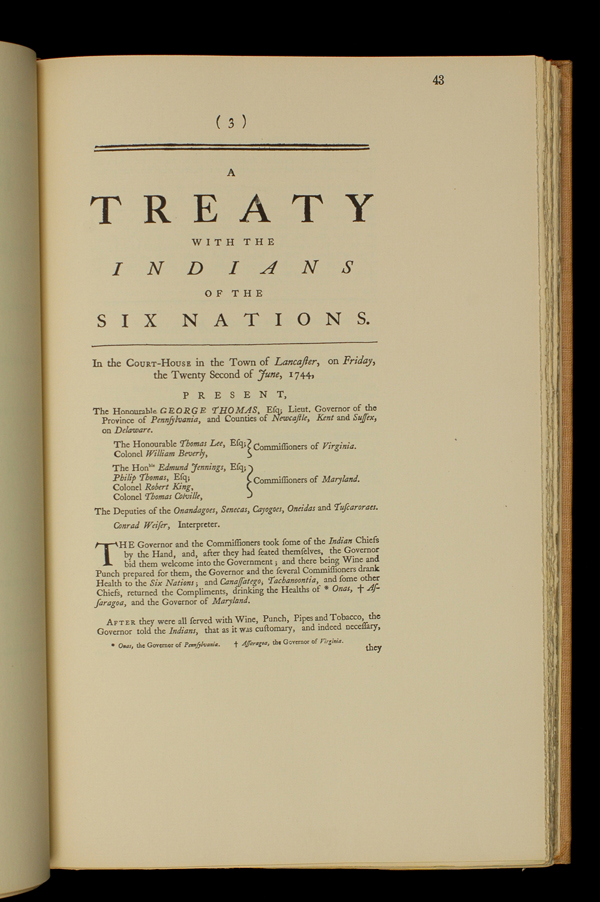 43
( 3 )
A
TREATY
WITH THE
INDIANS
OF THE
SIX NATIONS.
In the COURT-HOUSE in the Town of Lancaſter, on Friday,
the Twenty Second of June, 1744,
PRESENT,
The Honourable GEORGE THOMAS, Eſq; Lieut. Governor of the
Province of Pennſylvania, and Counties of Newcaſtle, Kent and Suſſex,
on Delaware.
The Honourable Thomas Lee, Eſq;
Colonel William Beverly,
} Commiſſioners of Virginia.
The Honble Edmund Jennings, Eſq;
Philip Thomas, Eſq;
Colonel Robert King,
Colonel Thomas Colville,
} Commiſſioners of Maryland.
The Deputies of the Onandagoes, Senecas, Cayogoes, Oneidas and Tuſcaroraes.
Conrad Weiſer, Interpreter.
THE Governor and the Commiſſioners took ſome of the Indian Chiefs
by the Hand, and, after they had ſeated themſelves, the Governor
bid them welcome into the Government; and there being Wine and
Punch prepared for them, the Governor and the ſeveral Commiſſioners drank
Health to the Six Nations; and Canaſſatego, Tachanoontia, and ſome other
Chiefs, returned the Compliments, drinking the Healths of * Onas, † Aſ-
ſaragoa, and the Governor of Maryland.
AFTER they were all ſerved with Wine, Punch, Pipes and Tobacco, the
Governor told the Indians, that as it was cuſtomary, and indeed neceſſary,
* Onas, the Governor of Pennſylvania. † Aſſaragoa, the Governor of Virginia.
they